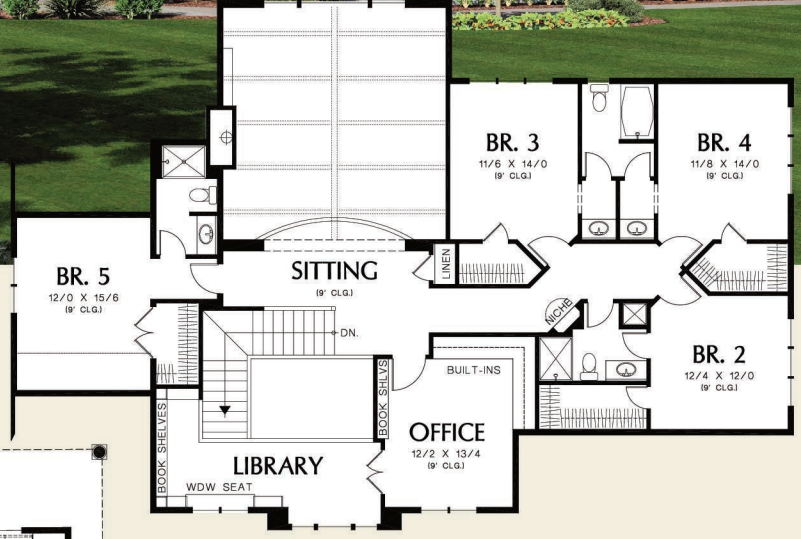 BR. 3
11/6 X 14/0
(9' CLG.)
BR. 4
11/8 X 14/0
(9' CLG.)
BR. 5
12/0 X 15/6
(9' CLG.)
SITTING
(9' CLG.)
LINEN
NICHE
DN.
BR. 2
12/4 X 12/0
(9' CLG.)
BUILT-INS
BOOK SHLVS
OFFICE
12/2 X 13/4
(9' CLG.)
BOOK SHELVES
LIBRARY
WDW SEAT